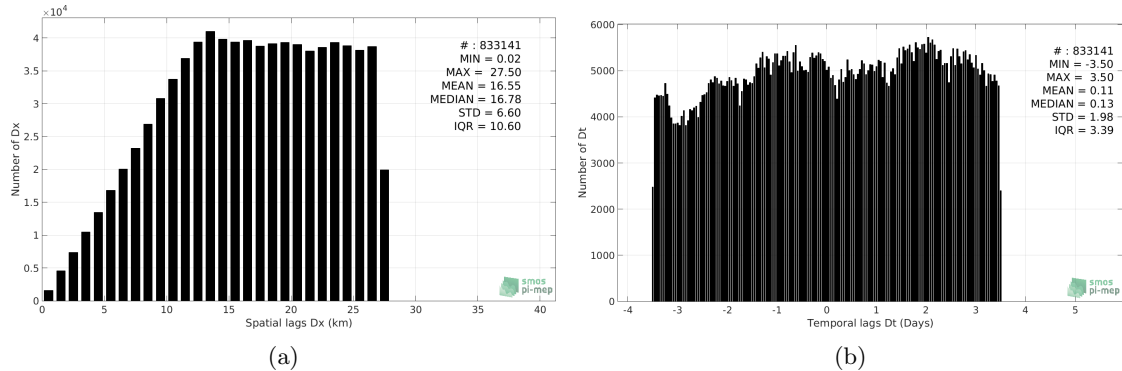 ×10⁴
4
3.5
3
2.5
2
1.5
1
0.5
0
Number of Dx
# : 833141
MIN = 0.02
MAX = 27.50
MEAN = 16.55
MEDIAN = 16.78
STD = 6.60
IQR = 10.60
smos
pi-mep
0 5 10 15 20 25 30 35 40
Spatial lags Dx (km)
(a)
6000
5000
4000
3000
2000
1000
0
Number of Dt
# : 833141
MIN = -3.50
MAX = 3.50
MEAN = 0.11
MEDIAN = 0.13
STD = 1.98
IQR = 3.39
smos
pi-mep
-4 -3 -2 -1 0 1 2 3 4 5
Temporal lags Dt (Days)
(b)